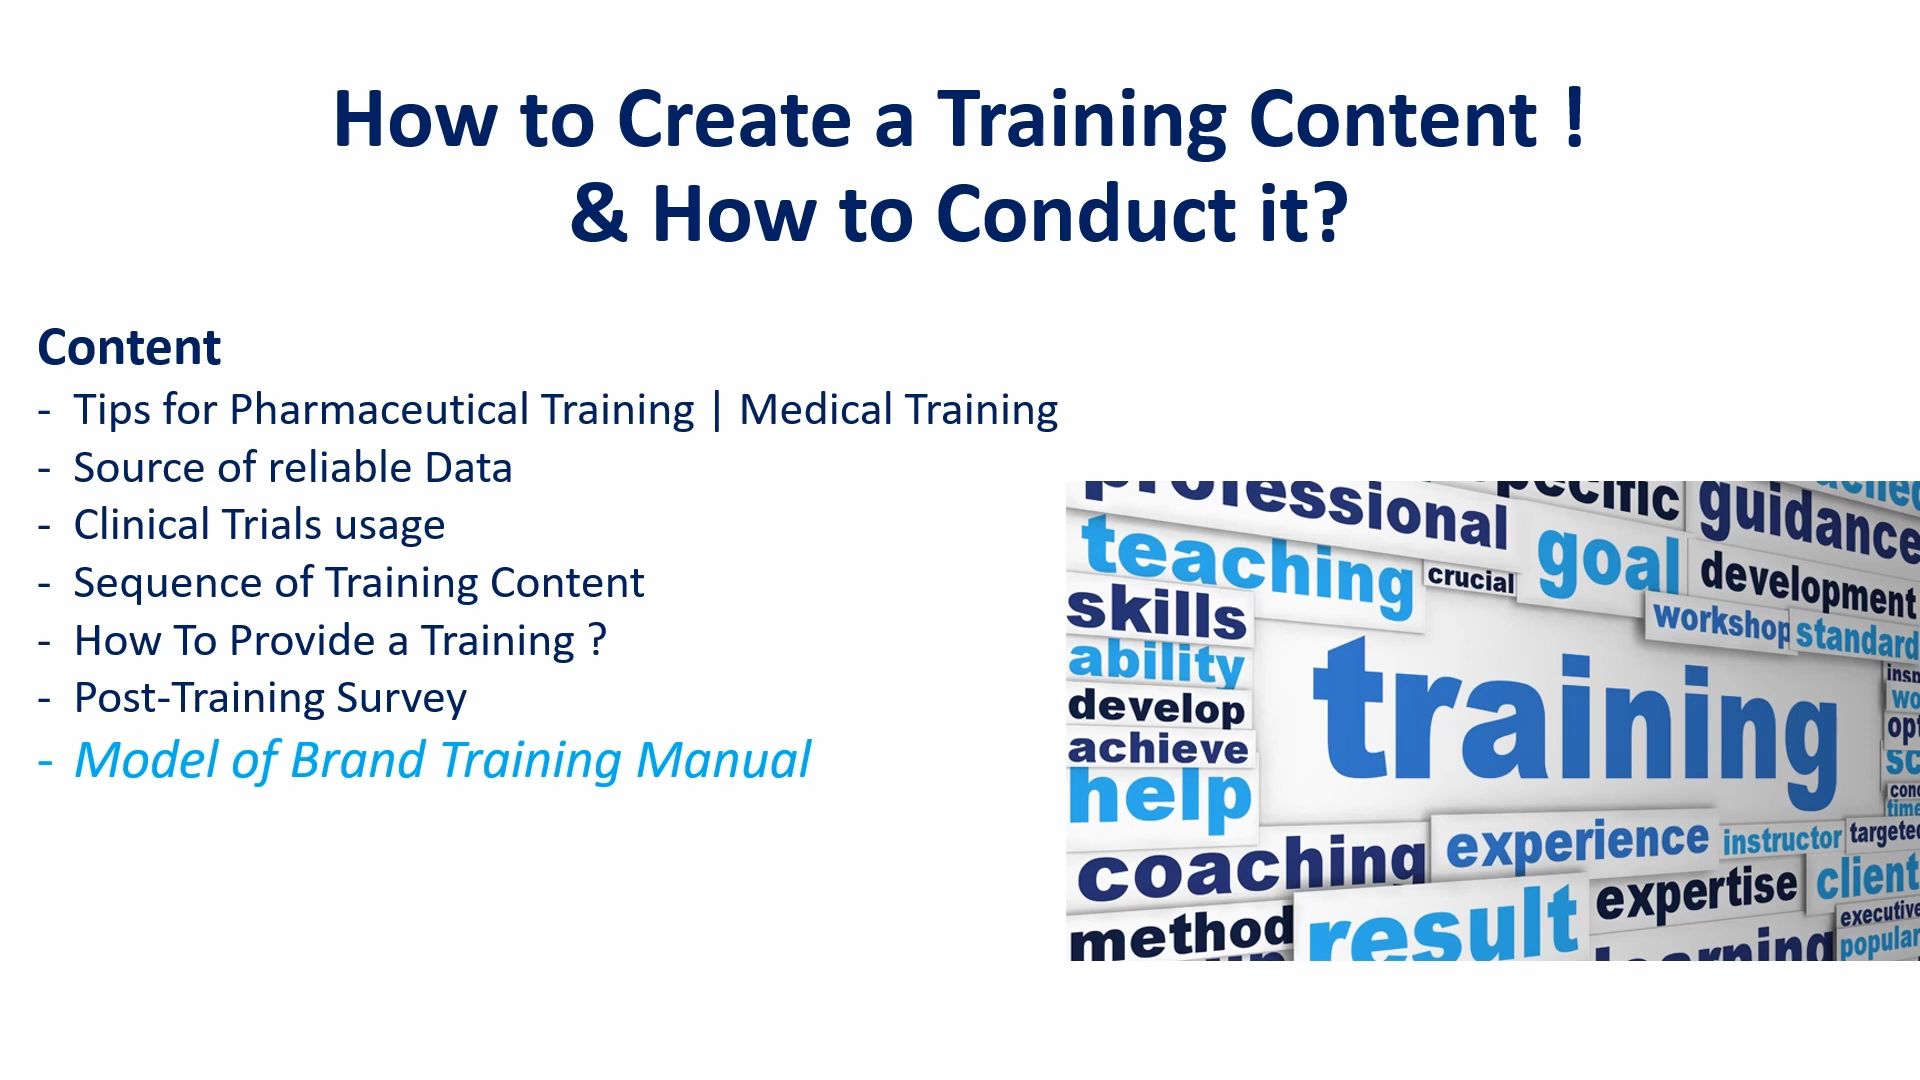 How to Create a Training Content !
& How to Conduct it?
Content
- Tips for Pharmaceutical Training | Medical Training
- Source of reliable Data
- Clinical Trials usage
- Sequence of Training Content
- How To Provide a Training ?
- Post-Training Survey
- Model of Brand Training Manual
professional
guidance
teaching
crucial
goal
development
skills
workshop
standard
ability
training
develop
achieve
help
coaching
experience
instructor
targeted
expertise
client
method
result
executive
popular
learning